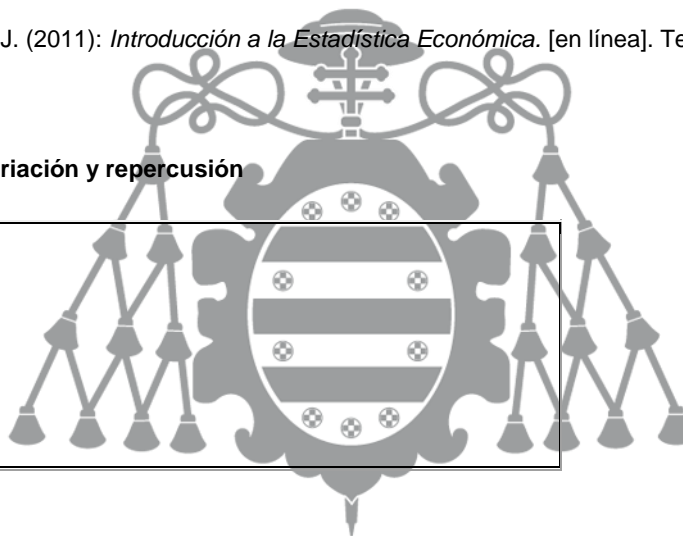 J. (2011): Introducción a la Estadística Económica. [en línea]. Te
riación y repercusión